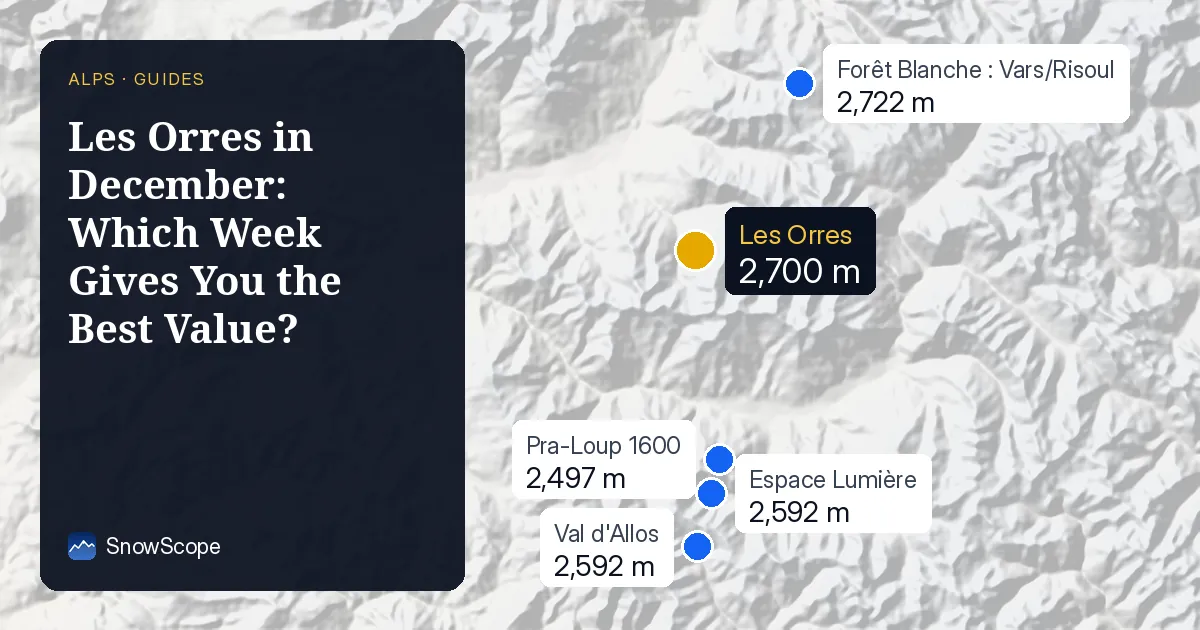 ALPS · GUIDES
Les Orres in
December:
Which Week
Gives You the
Best Value?
SnowScope
Forêt Blanche : Vars/Risoul
2,722 m
Les Orres
2,700 m
Pra-Loup 1600
2,497 m
Espace Lumière
2,592 m
Val d'Allos
2,592 m